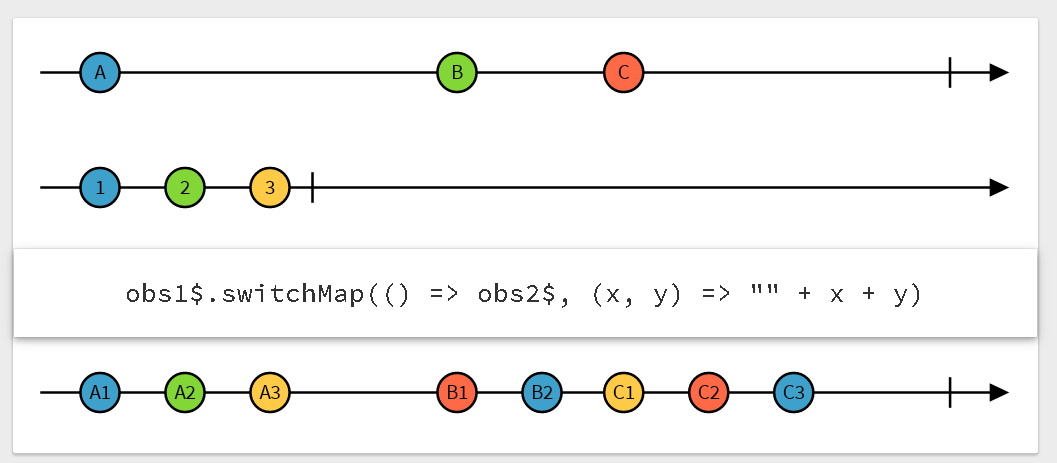 A B C
1 2 3
obs1$.switchMap(() => obs2$, (x, y) => "" + x + y)
A1 A2 A3 B1 B2 C1 C2 C3